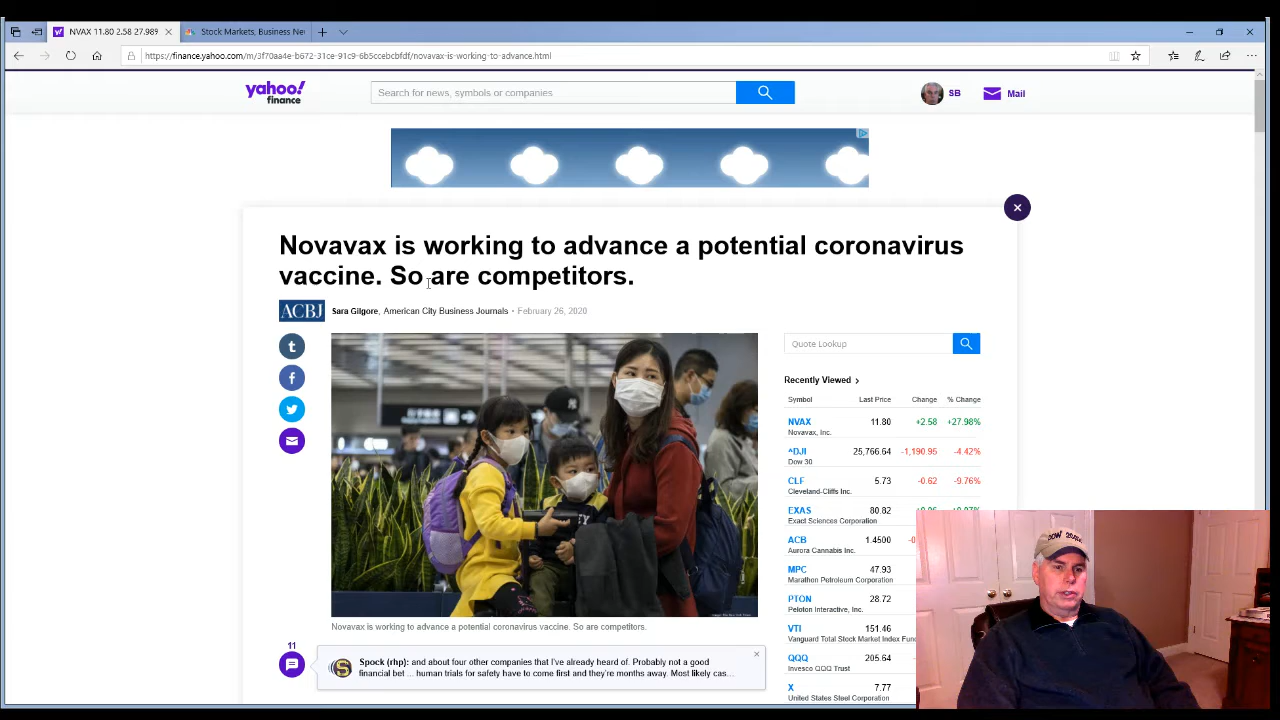 NVAX 11.80 2.58 27.989
Stock Markets, Business Ne
https://finance.yahoo.com/m/3f70aa4e-b672-31ce-91c9-6b5ccebcbfdf/novavax-is-working-to-advance.html
yahoo!
finance
Search for news, symbols or companies
SB
Mail
Novavax is working to advance a potential coronavirus
vaccine. So are competitors.
ACBJ
Sara Gilgore, American City Business Journals • February 26, 2020
Quote Lookup
Recently Viewed >
Symbol Last Price Change % Change
NVAX 11.80 +2.58 +27.98%
Novavax, Inc.
^DJI 25,766.64 -1,190.95 -4.42%
Dow 30
CLF 5.73 -0.62 -9.76%
Cleveland-Cliffs Inc.
EXAS 80.82
Exact Sciences Corporation
ACB 1.4500
Aurora Cannabis Inc.
MPC 47.93
Marathon Petroleum Corporation
PTON 28.72
Peloton Interactive, Inc.
VTI 151.46
Vanguard Total Stock Market Index Fun
QQQ 205.64
Invesco QQQ Trust
X 7.77
United States Steel Corporation
Novavax is working to advance a potential coronavirus vaccine. So are competitors.
11
Spock (rhp): and about four other companies that I've already heard of. Probably not a good
financial bet ... human trials for safety have to come first and they're months away. Most likely cas...